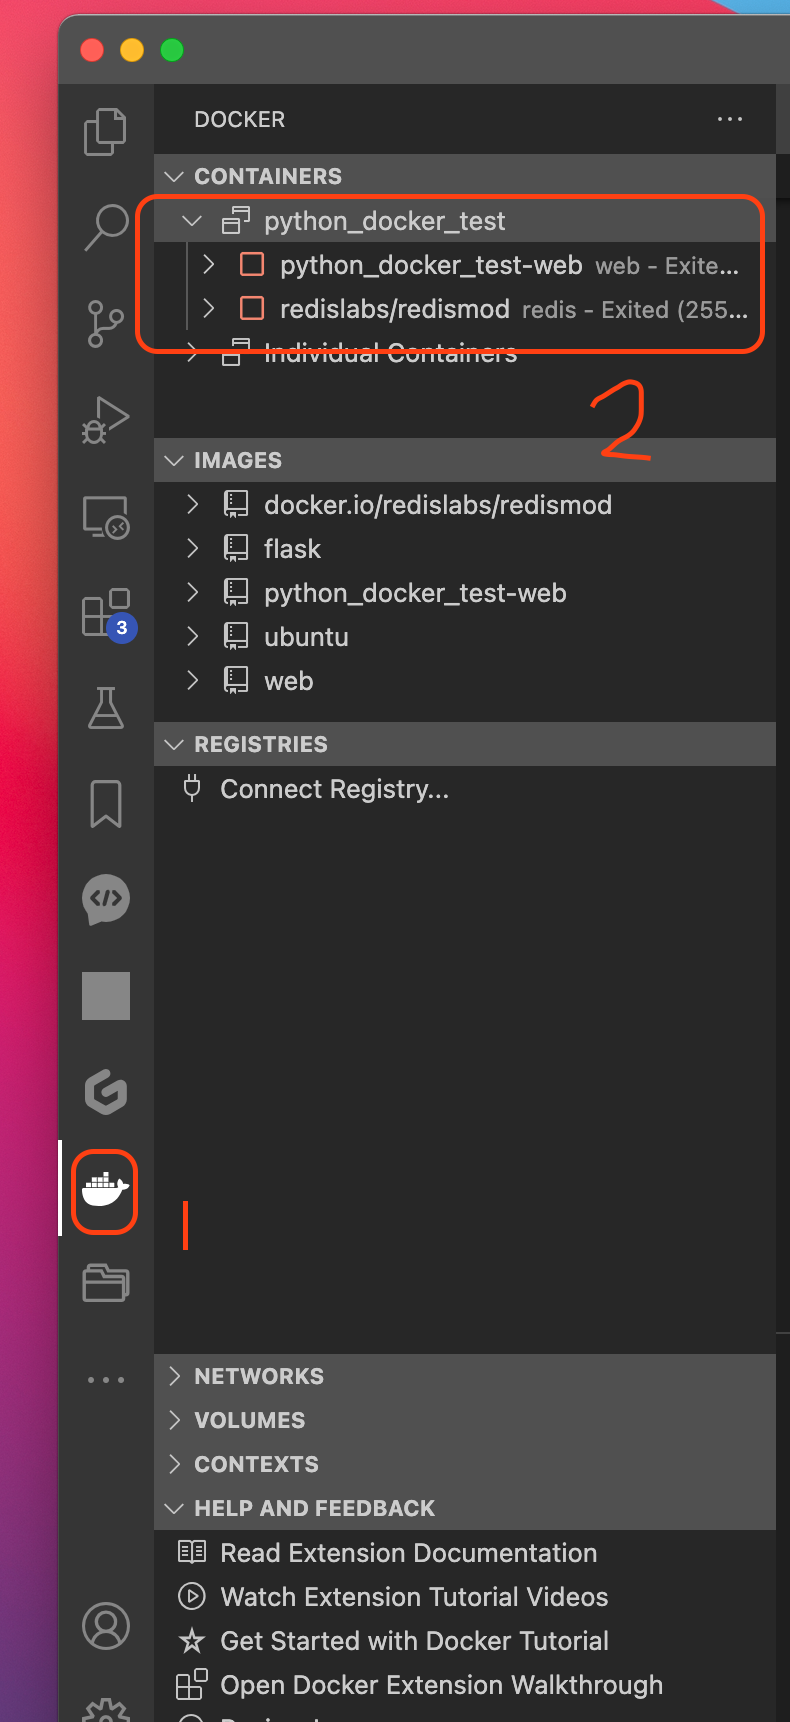 DOCKER
CONTAINERS
python_docker_test
python_docker_test-web web - Exite...
redislabs/redismod redis - Exited (255...
Individual Containers
2
IMAGES
docker.io/redislabs/redismod
flask
python_docker_test-web
ubuntu
3
web
REGISTRIES
Connect Registry...
NETWORKS
VOLUMES
CONTEXTS
HELP AND FEEDBACK
Read Extension Documentation
Watch Extension Tutorial Videos
Get Started with Docker Tutorial
Open Docker Extension Walkthrough